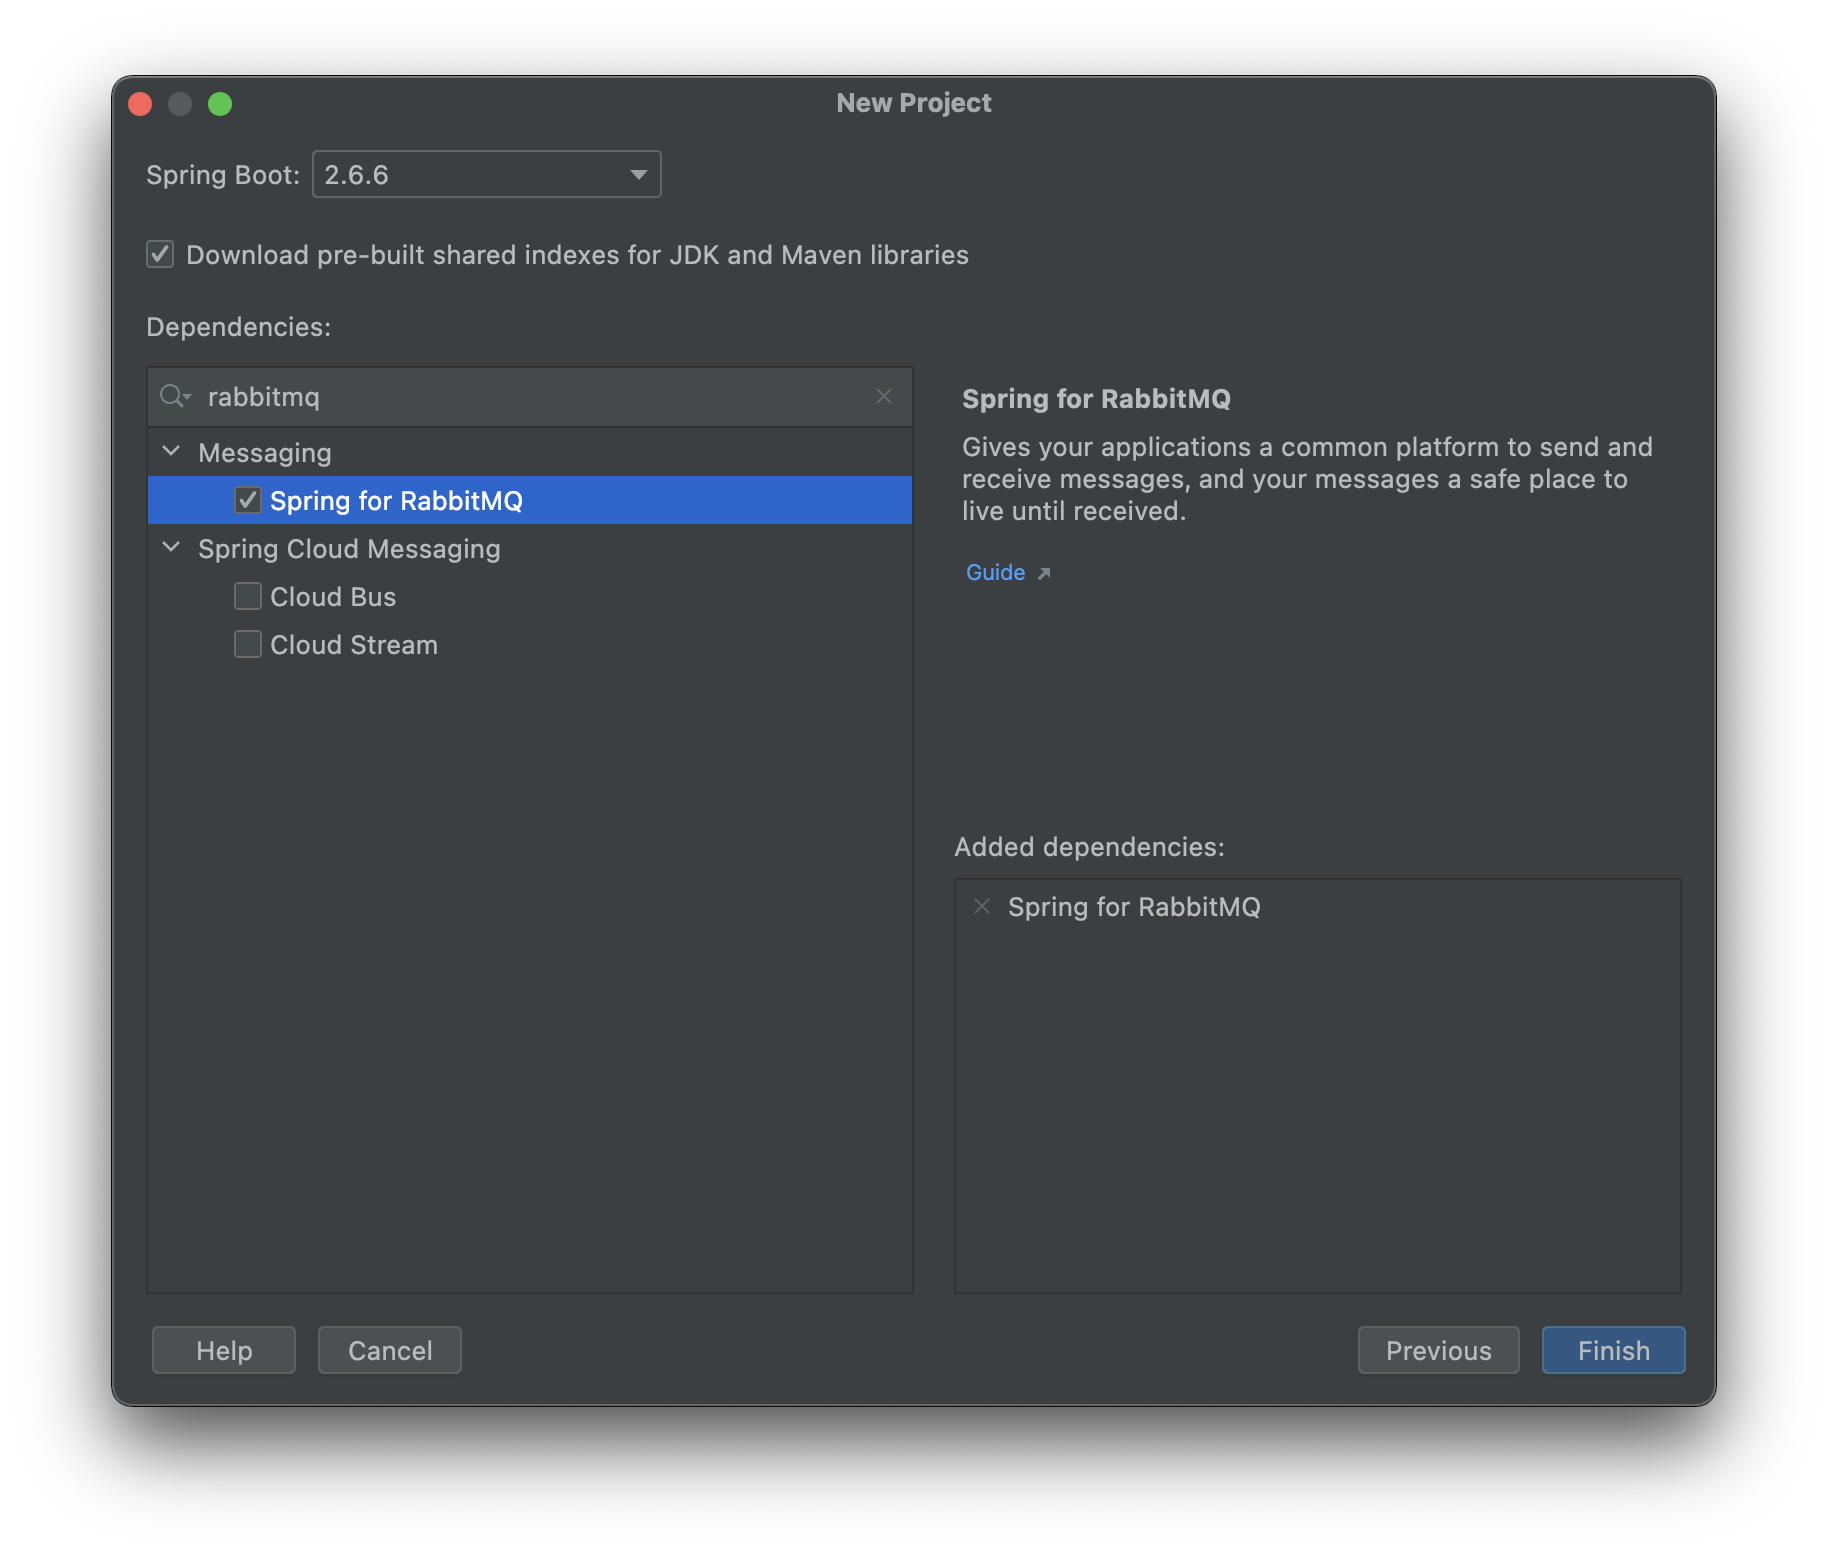 New Project
Spring Boot:
2.6.6
Download pre-built shared indexes for JDK and Maven libraries
Dependencies:
rabbitmq
Messaging
Spring for RabbitMQ
Spring Cloud Messaging
Cloud Bus
Cloud Stream
Spring for RabbitMQ
Gives your applications a common platform to send and
receive messages, and your messages a safe place to
live until received.
Guide
Added dependencies:
Spring for RabbitMQ
Help
Cancel
Previous
Finish